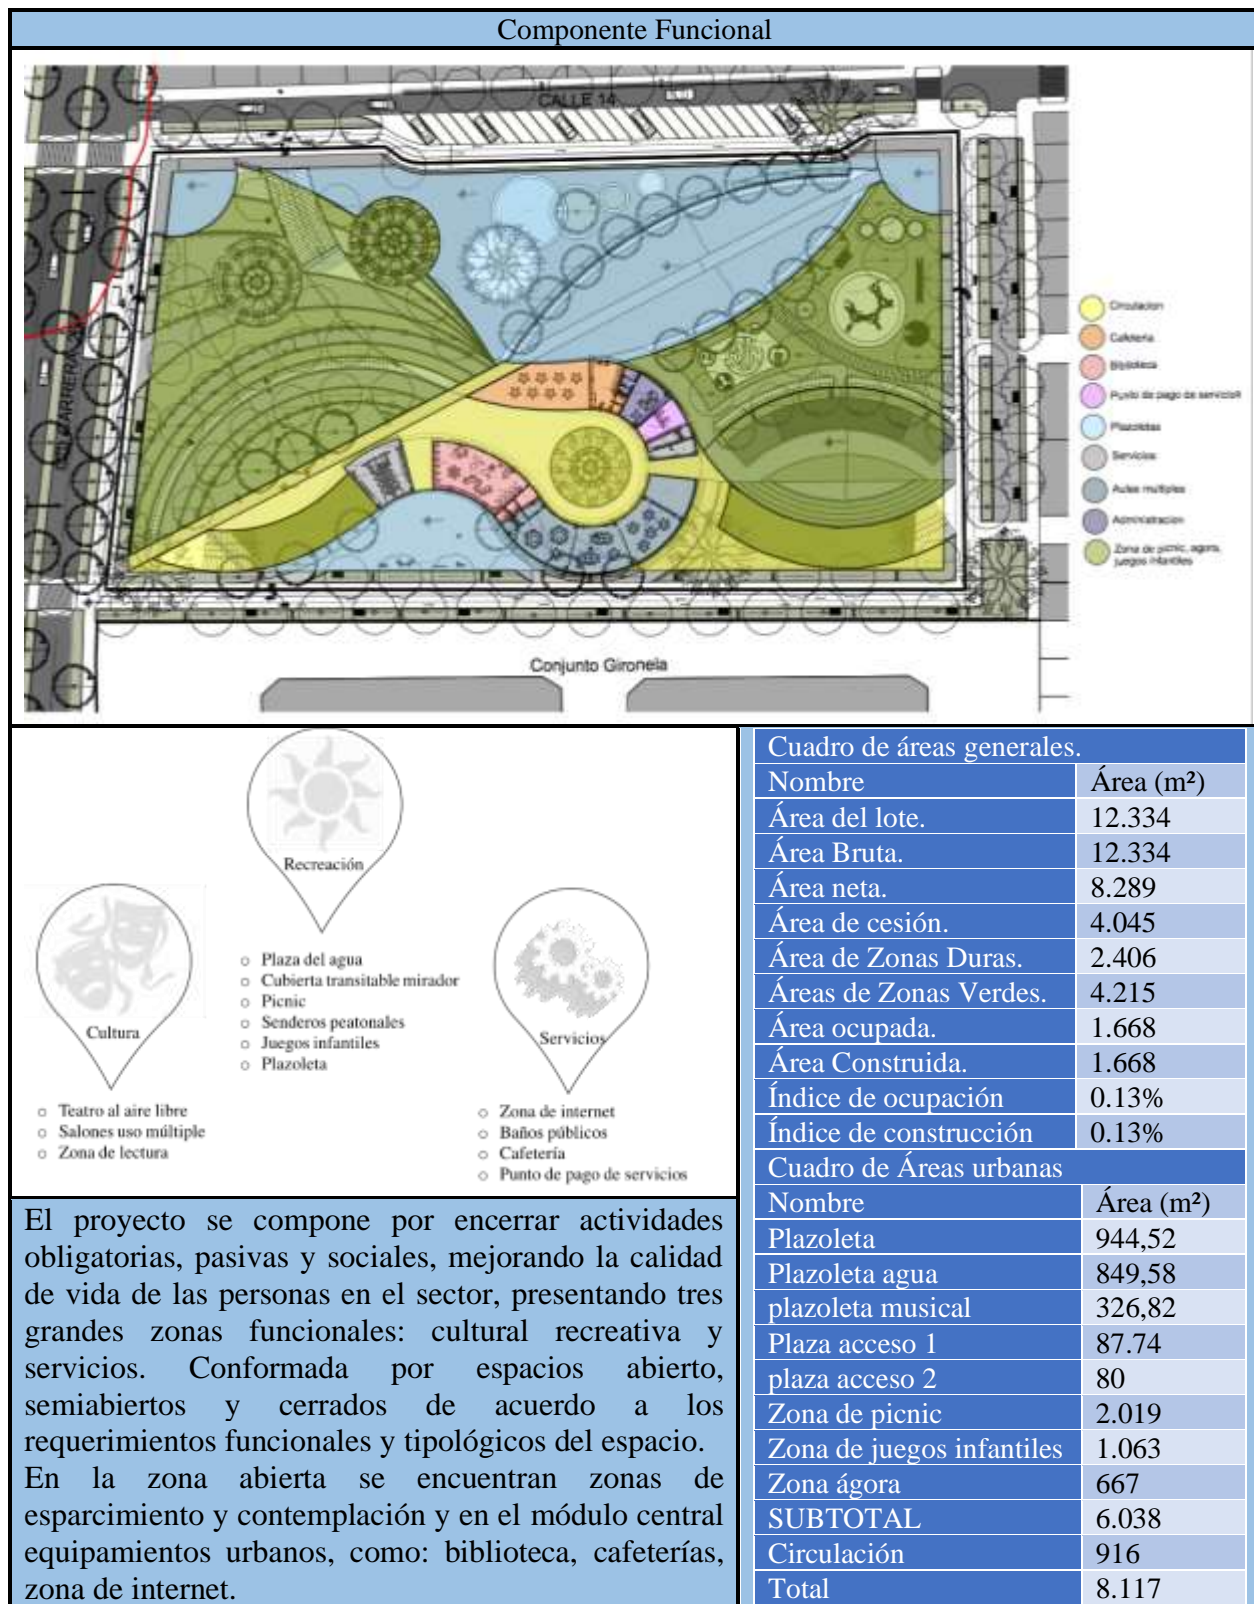 Componente Funcional
CALLE 14
Circulacion
Cafeteria
Biblioteca
Punto de pago de servicios
Plazoletas
Servicios
Aulas multiples
Administracion
Zona de picnic, agora,
juegos infantiles
Conjunto Gironela
Recreación
Cultura
Servicios
○ Plaza del agua
○ Cubierta transitable mirador
○ Picnic
○ Senderos peatonales
○ Juegos infantiles
○ Plazoleta
○ Teatro al aire libre
○ Salones uso múltiple
○ Zona de lectura
○ Zona de internet
○ Baños públicos
○ Cafetería
○ Punto de pago de servicios
El proyecto se compone por encerrar actividades
obligatorias, pasivas y sociales, mejorando la calidad
de vida de las personas en el sector, presentando tres
grandes zonas funcionales: cultural recreativa y
servicios. Conformada por espacios abierto,
semiabiertos y cerrados de acuerdo a los
requerimientos funcionales y tipológicos del espacio.
En la zona abierta se encuentran zonas de
esparcimiento y contemplación y en el módulo central
equipamientos urbanos, como: biblioteca, cafeterías,
zona de internet.
Cuadro de áreas generales.
Nombre Área (m²)
Área del lote. 12.334
Área Bruta. 12.334
Área neta. 8.289
Área de cesión. 4.045
Área de Zonas Duras. 2.406
Áreas de Zonas Verdes. 4.215
Área ocupada. 1.668
Área Construida. 1.668
Índice de ocupación 0.13%
Índice de construcción 0.13%
Cuadro de Áreas urbanas
Nombre Área (m²)
Plazoleta 944,52
Plazoleta agua 849,58
plazoleta musical 326,82
Plaza acceso 1 87.74
plaza acceso 2 80
Zona de picnic 2.019
Zona de juegos infantiles 1.063
Zona ágora 667
SUBTOTAL 6.038
Circulación 916
Total 8.117